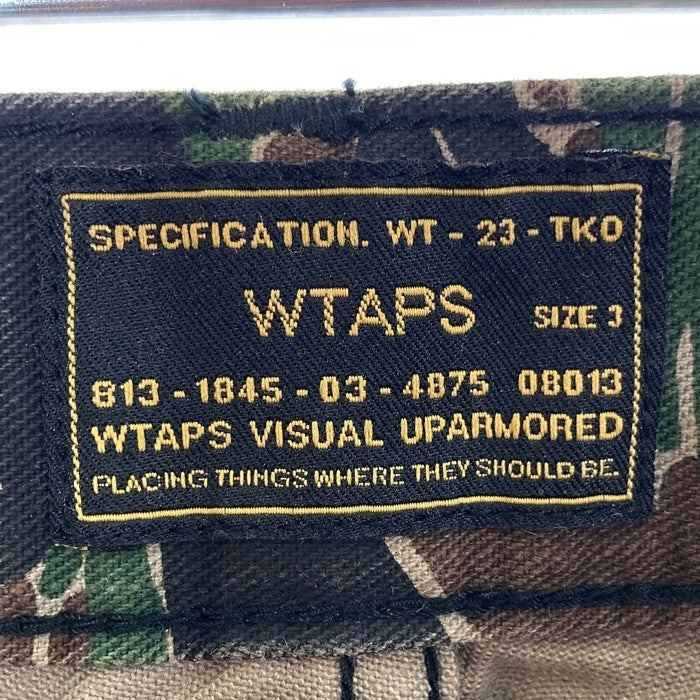 SPECIFICATION. WT - 23 - TKO
WTAPS SIZE 3
813 - 1845 - 03 - 4875 08013
WTAPS VISUAL UPARMORED
PLACING THINGS WHERE THEY SHOULD BE.